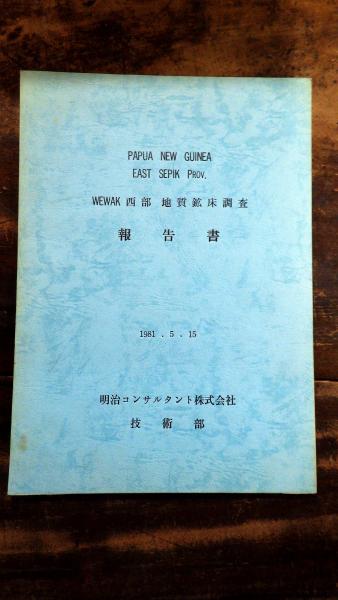 PAPUA NEW GUINEA
EAST SEPIK PROV.
WEWAK 西部 地質鉱床調査
報告書
1981 . 5 . 15
明治コンサルタント株式会社
技術部